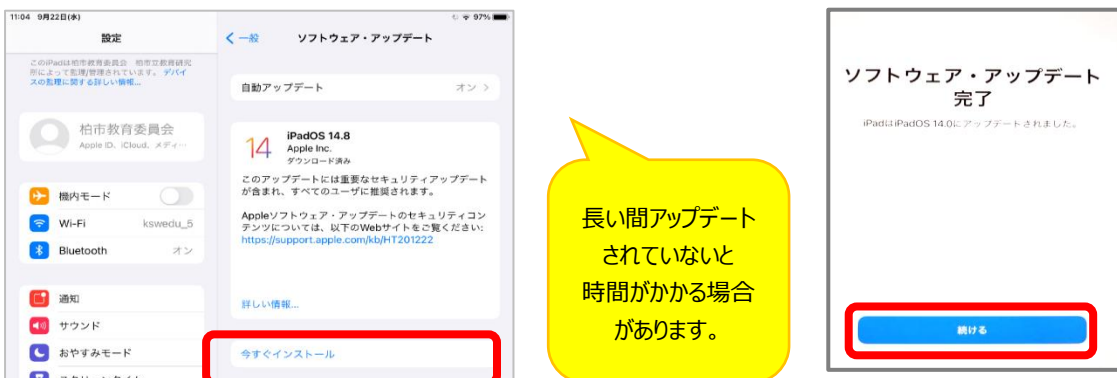 11:04 9月22日(水)
97%
設定
このiPadは柏市教育委員会 柏市立教育研究
所によって監理/管理されています。デバイ
スの監理に関する詳しい情報...
柏市教育委員会
Apple ID、iCloud、メディ…
機内モード
Wi-Fi kswedu_5
Bluetooth オン
通知
サウンド
おやすみモード
く 一般 ソフトウェア・アップデート
自動アップデート オン >
14
iPadOS 14.8
Apple Inc.
ダウンロード済み
このアップデートには重要なセキュリティアップデート
が含まれ、すべてのユーザに推奨されます。
Appleソフトウェア・アップデートのセキュリティコン
テンツについては、以下のWebサイトをご覧ください:
https://support.apple.com/kb/HT201222
詳しい情報...
今すぐインストール
長い間アップデート
されていないと
時間がかかる場合
があります。
ソフトウェア・アップデート
完了
iPadはiPadOS 14.0にアップデートされました。
続ける